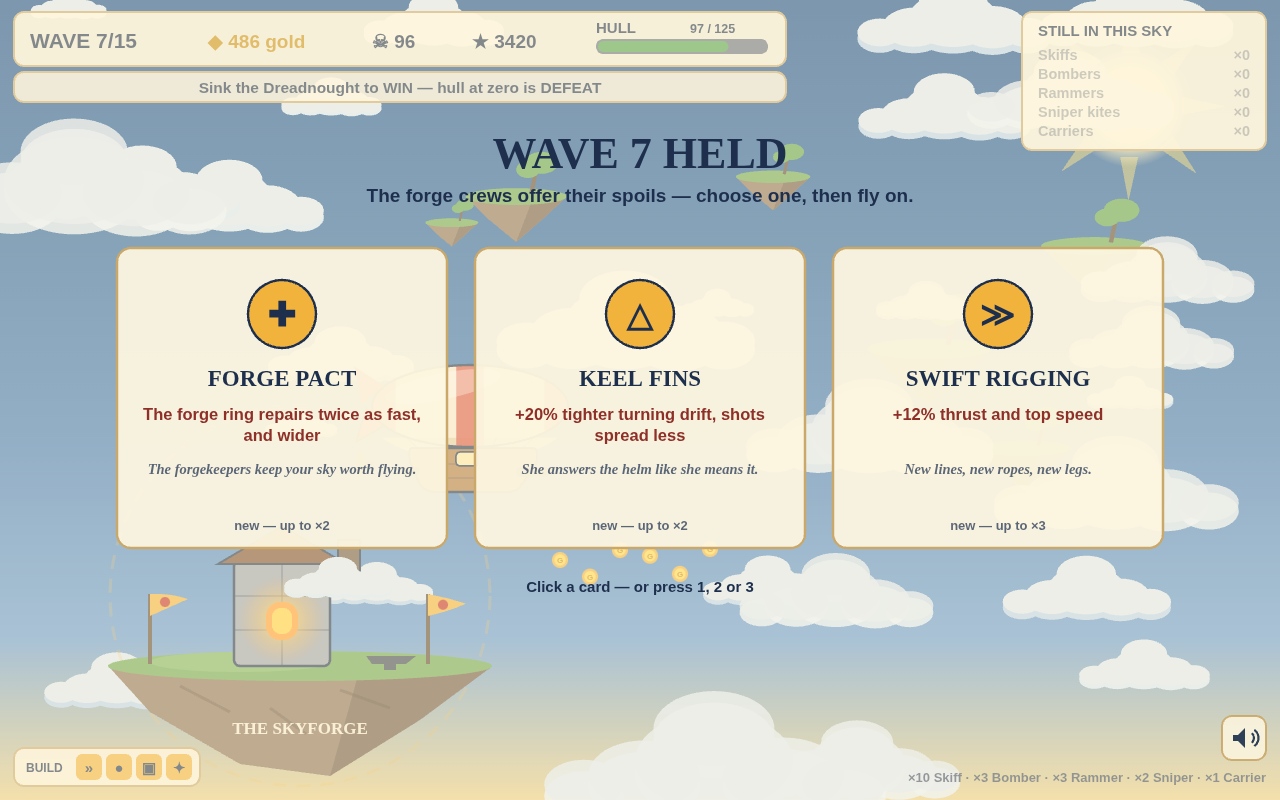 WAVE 7/15
◆ 486 gold
☠ 96
★ 3420
HULL
97 / 125
Sink the Dreadnought to WIN — hull at zero is DEFEAT
STILL IN THIS SKY
Skiffs ×0
Bombers ×0
Rammers ×0
Sniper kites ×0
Carriers ×0
WAVE 7 HELD
The forge crews offer their spoils — choose one, then fly on.
FORGE PACT
The forge ring repairs twice as fast,
and wider
The forgekeepers keep your sky worth flying.
new — up to ×2
KEEL FINS
+20% tighter turning drift, shots
spread less
She answers the helm like she means it.
new — up to ×2
SWIFT RIGGING
+12% thrust and top speed
New lines, new ropes, new legs.
new — up to ×3
Click a card — or press 1, 2 or 3
THE SKYFORGE
BUILD
×10 Skiff · ×3 Bomber · ×3 Rammer · ×2 Sniper · ×1 Carrier